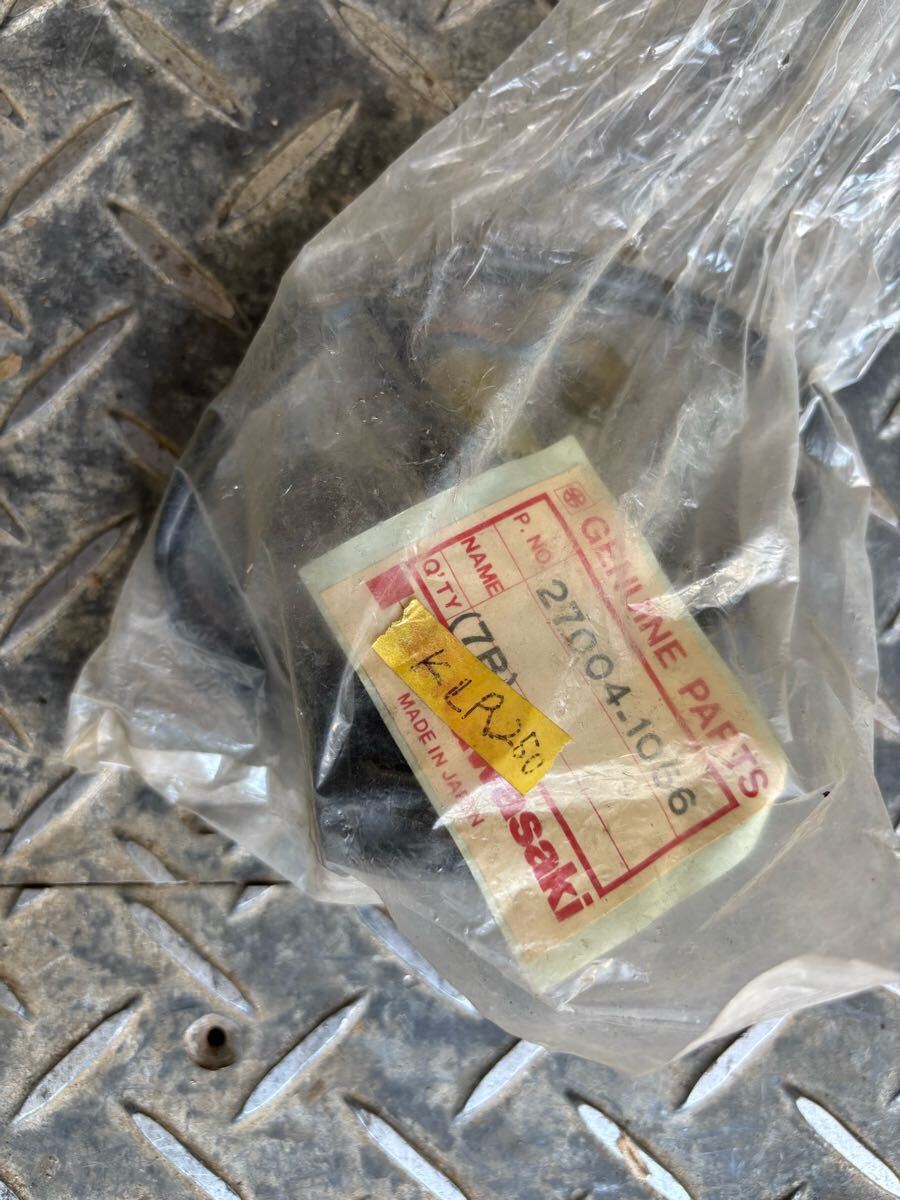 GENUINE PARTS
P. NO. 27004-1056
NAME
Q'TY (7B)
KLR250
Kawasaki
MADE IN JAPAN